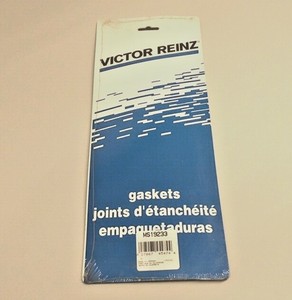 VICTOR REINZ
gaskets
joints d'étanchéité
empaquetaduras
MS19233